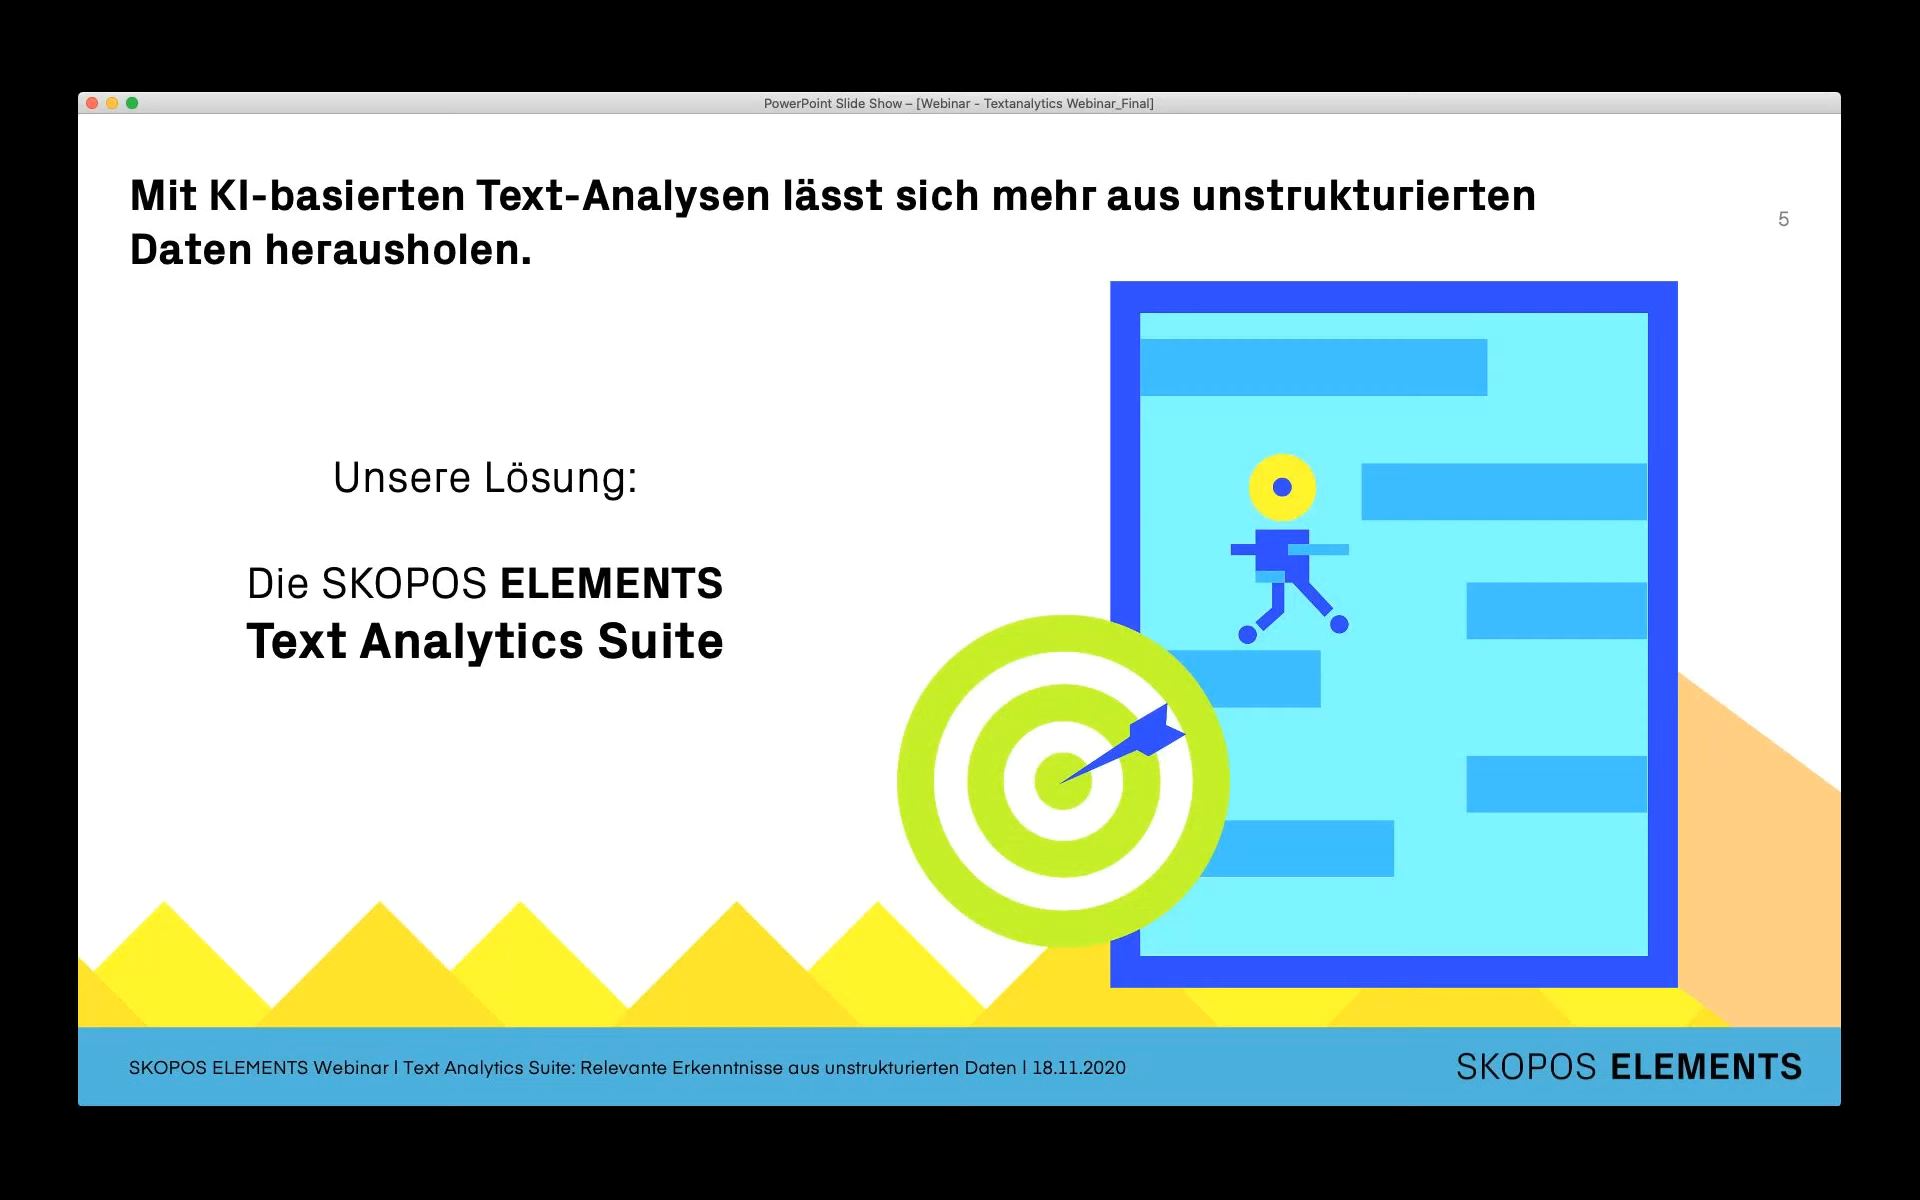 PowerPoint Slide Show – [Webinar - Textanalytics Webinar_Final]
Mit KI-basierten Text-Analysen lässt sich mehr aus unstrukturierten
Daten herausholen.
5
Unsere Lösung:
Die SKOPOS ELEMENTS
Text Analytics Suite
SKOPOS ELEMENTS Webinar | Text Analytics Suite: Relevante Erkenntnisse aus unstrukturierten Daten | 18.11.2020
SKOPOS ELEMENTS